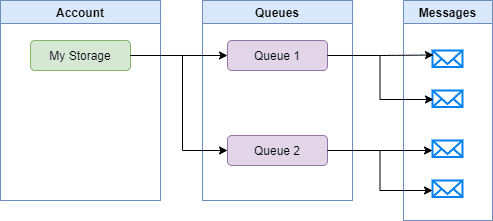 Account
Queues
Messages
My Storage
Queue 1
Queue 2